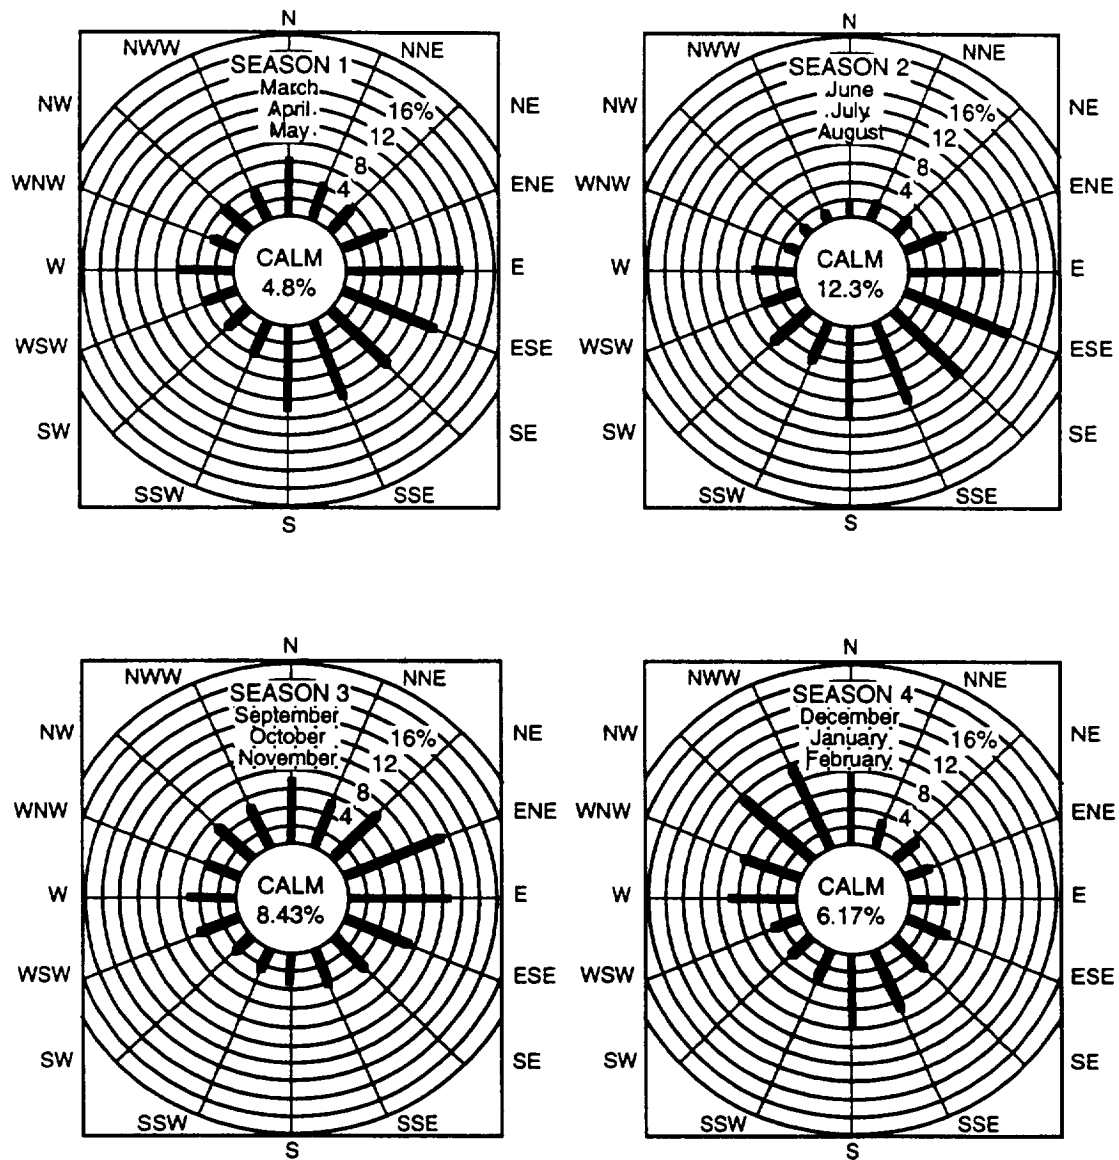 N
NWW
NNE
SEASON 1
March
April
May
NW
NE
16%
12
8
4
WNW
ENE
W
CALM
4.8%
E
WSW
ESE
SW
SE
SSW
SSE
S
N
NWW
NNE
SEASON 2
June
July
August
NW
NE
16%
12
8
4
WNW
ENE
W
CALM
12.3%
E
WSW
ESE
SW
SE
SSW
SSE
S
N
NWW
NNE
SEASON 3
September
October
November
NW
NE
16%
12
8
4
WNW
ENE
W
CALM
8.43%
E
WSW
ESE
SW
SE
SSW
SSE
S
N
NWW
NNE
SEASON 4
December
January
February
NW
NE
16%
12
8
4
WNW
ENE
W
CALM
6.17%
E
WSW
ESE
SW
SE
SSW
SSE
S